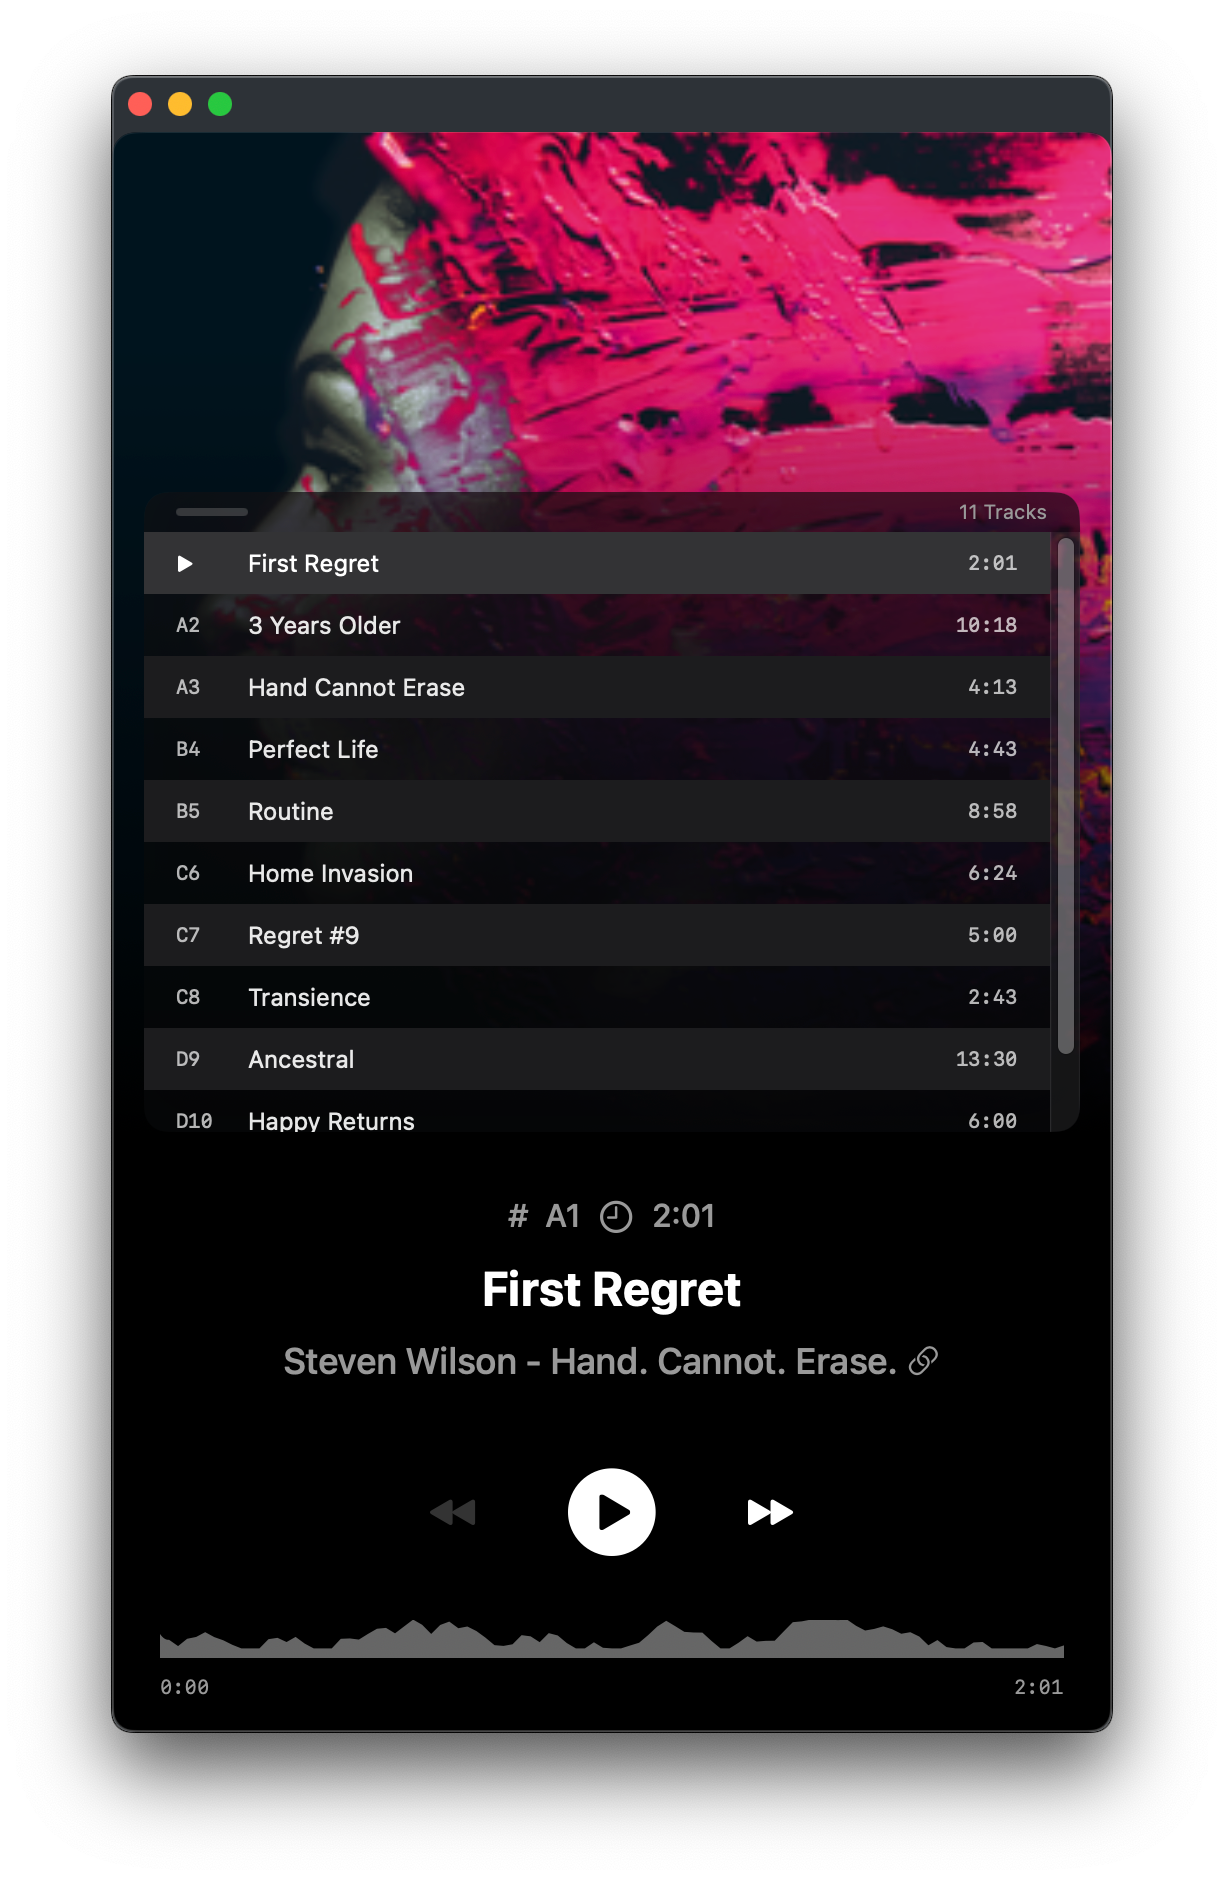 11 Tracks
First Regret 2:01
A2 3 Years Older 10:18
A3 Hand Cannot Erase 4:13
B4 Perfect Life 4:43
B5 Routine 8:58
C6 Home Invasion 6:24
C7 Regret #9 5:00
C8 Transience 2:43
D9 Ancestral 13:30
D10 Happy Returns 6:00
# A1 2:01
First Regret
Steven Wilson - Hand. Cannot. Erase.
0:00 2:01